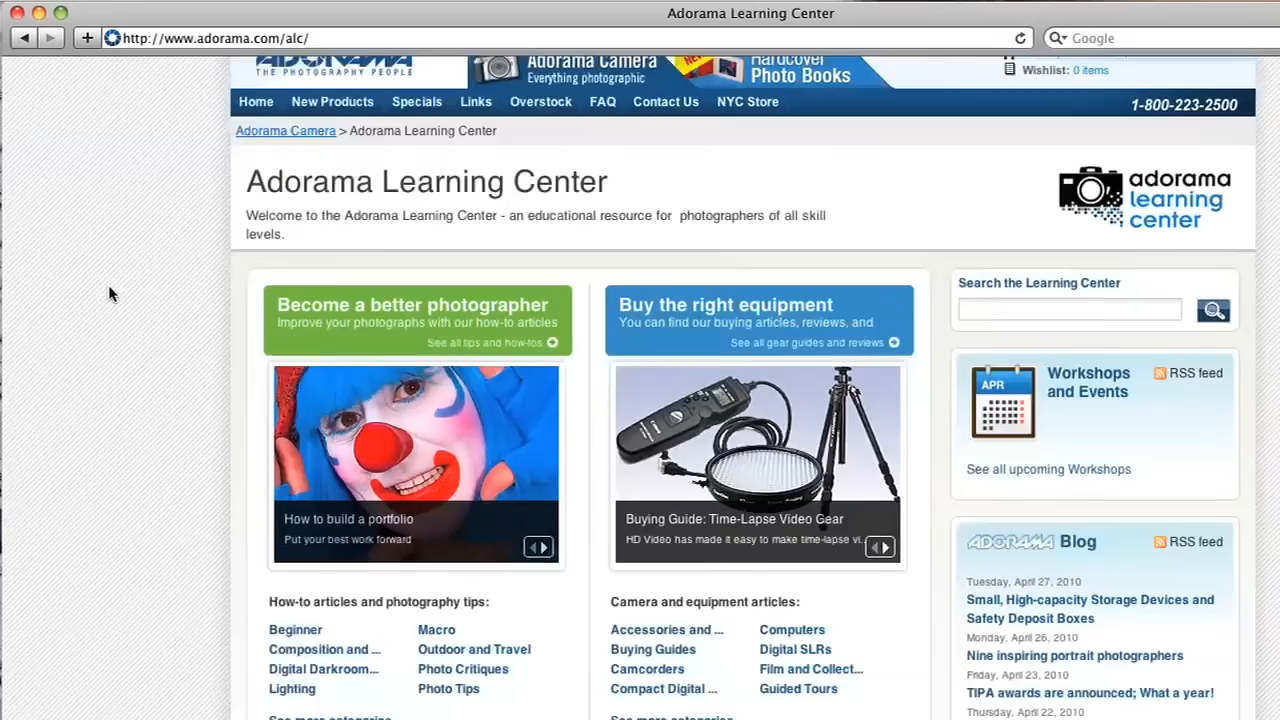 Adorama Learning Center
http://www.adorama.com/alc/
Google
ADORAMA
THE PHOTOGRAPHY PEOPLE
Adorama Camera
Everything photographic
Hardcover
Photo Books
Wishlist: 0 items
Home New Products Specials Links Overstock FAQ Contact Us NYC Store
1-800-223-2500
Adorama Camera > Adorama Learning Center
Adorama Learning Center
Welcome to the Adorama Learning Center - an educational resource for photographers of all skill
levels.
adorama
learning
center
Become a better photographer
Improve your photographs with our how-to articles
See all tips and how-tos
How to build a portfolio
Put your best work forward
How-to articles and photography tips:
Beginner Macro
Composition and ... Outdoor and Travel
Digital Darkroom... Photo Critiques
Lighting Photo Tips
See more categories
Buy the right equipment
You can find our buying articles, reviews, and
See all gear guides and reviews
Buying Guide: Time-Lapse Video Gear
HD Video has made it easy to make time-lapse vi...
Camera and equipment articles:
Accessories and ... Computers
Buying Guides Digital SLRs
Camcorders Film and Collect...
Compact Digital ... Guided Tours
See more categories
Search the Learning Center
APR
Workshops
and Events
RSS feed
See all upcoming Workshops
ADORAMA Blog
RSS feed
Tuesday, April 27, 2010
Small, High-capacity Storage Devices and
Safety Deposit Boxes
Monday, April 26, 2010
Nine inspiring portrait photographers
Friday, April 23, 2010
TIPA awards are announced; What a year!
Thursday, April 22, 2010